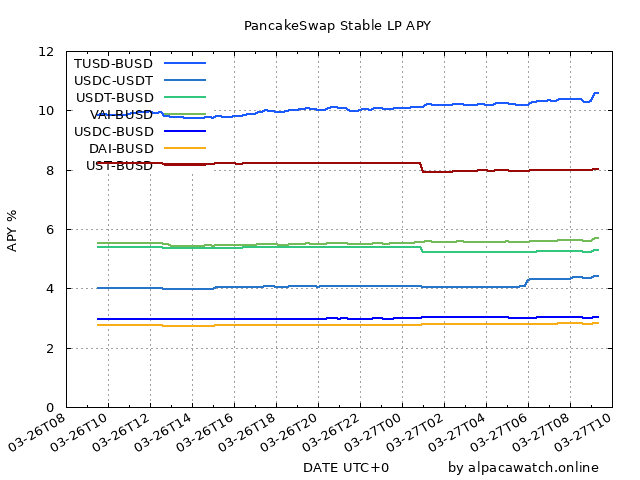 PancakeSwap Stable LP APY
12
10
8
6
4
2
0
APY %
TUSD-BUSD
USDC-USDT
USDT-BUSD
VAI-BUSD
USDC-BUSD
DAI-BUSD
UST-BUSD
03-26T08
03-26T10
03-26T12
03-26T14
03-26T16
03-26T18
03-26T20
03-26T22
03-27T00
03-27T02
03-27T04
03-27T06
03-27T08
03-27T10
DATE UTC+0
by alpacawatch.online